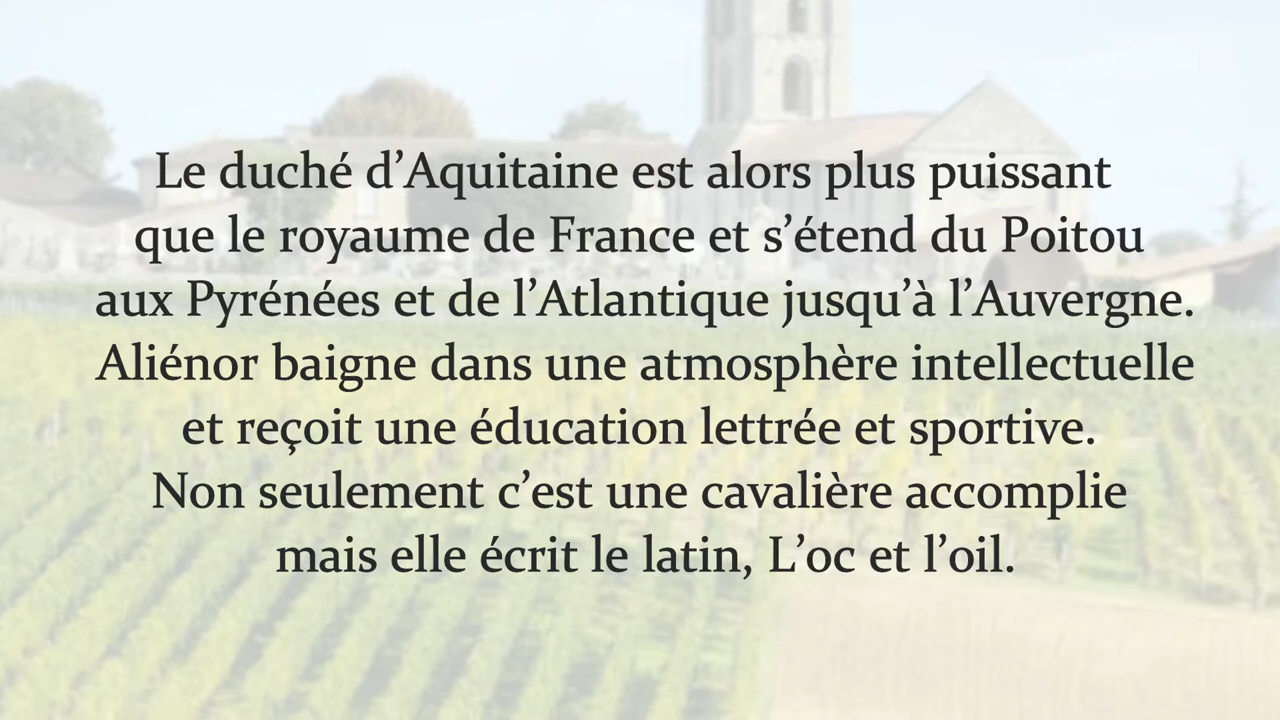 Le duché d’Aquitaine est alors plus puissant
que le royaume de France et s’étend du Poitou
aux Pyrénées et de l’Atlantique jusqu’à l’Auvergne.
Aliénor baigne dans une atmosphère intellectuelle
et reçoit une éducation lettrée et sportive.
Non seulement c’est une cavalière accomplie
mais elle écrit le latin, L’oc et l’oil.